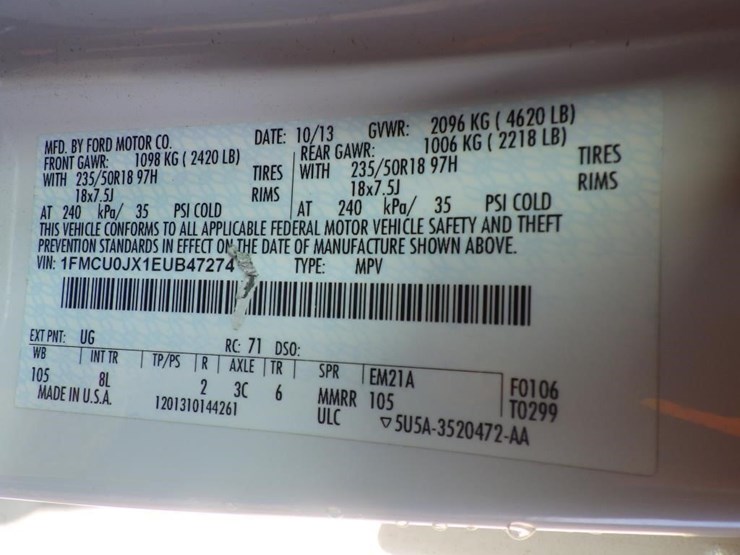 MFD. BY FORD MOTOR CO. DATE: 10/13 GVWR: 2096 KG ( 4620 LB)
FRONT GAWR: 1098 KG ( 2420 LB) REAR GAWR: 1006 KG ( 2218 LB)
WITH 235/50R18 97H TIRES WITH 235/50R18 97H TIRES
18x7.5J RIMS 18x7.5J RIMS
AT 240 kPa/ 35 PSI COLD AT 240 kPa/ 35 PSI COLD
THIS VEHICLE CONFORMS TO ALL APPLICABLE FEDERAL MOTOR VEHICLE SAFETY AND THEFT
PREVENTION STANDARDS IN EFFECT ON THE DATE OF MANUFACTURE SHOWN ABOVE.
VIN: 1FMCU0JX1EUB47274 TYPE: MPV
EXT PNT: UG RC: 71 DSO:
WB INT TR TP/PS R AXLE TR SPR EM21A F0106
105 8L 2 3C 6 MMRR 105 T0299
MADE IN U.S.A. 1201310144261 ULC ▽5U5A-3520472-AA